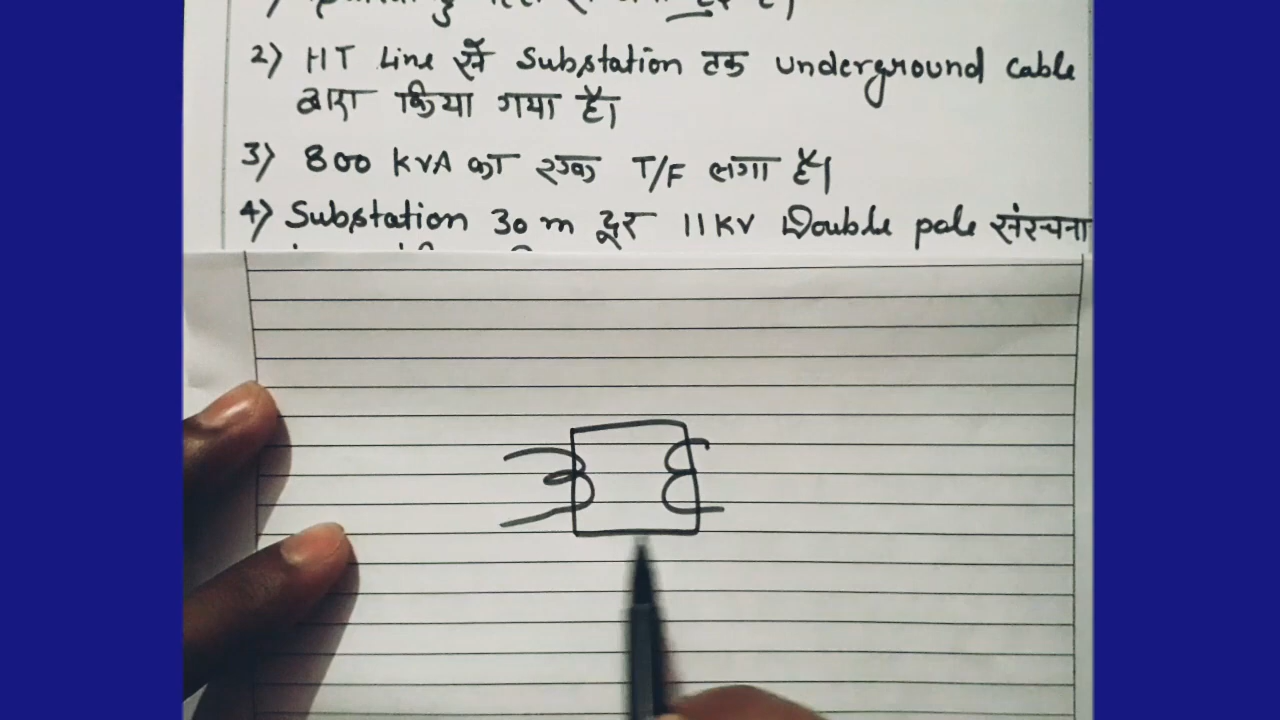 2) HT Line से Substation तक underground cable
द्वारा किया गया है।
3) 800 KVA का एक T/F लगा है।
4) Substation 30 m दूर 11KV Double pole संरचना